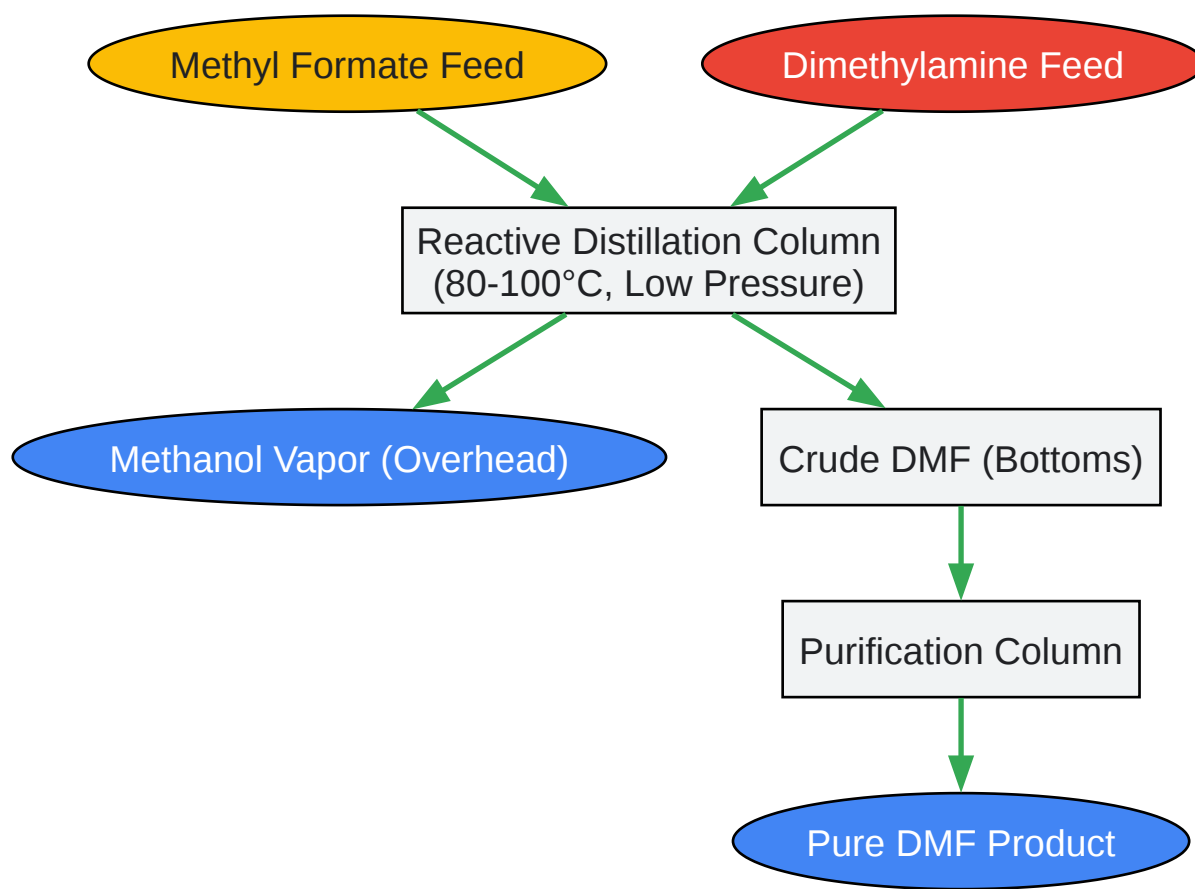 Methyl Formate Feed
Dimethylamine Feed
Reactive Distillation Column
(80-100°C, Low Pressure)
Methanol Vapor (Overhead)
Crude DMF (Bottoms)
Purification Column
Pure DMF Product